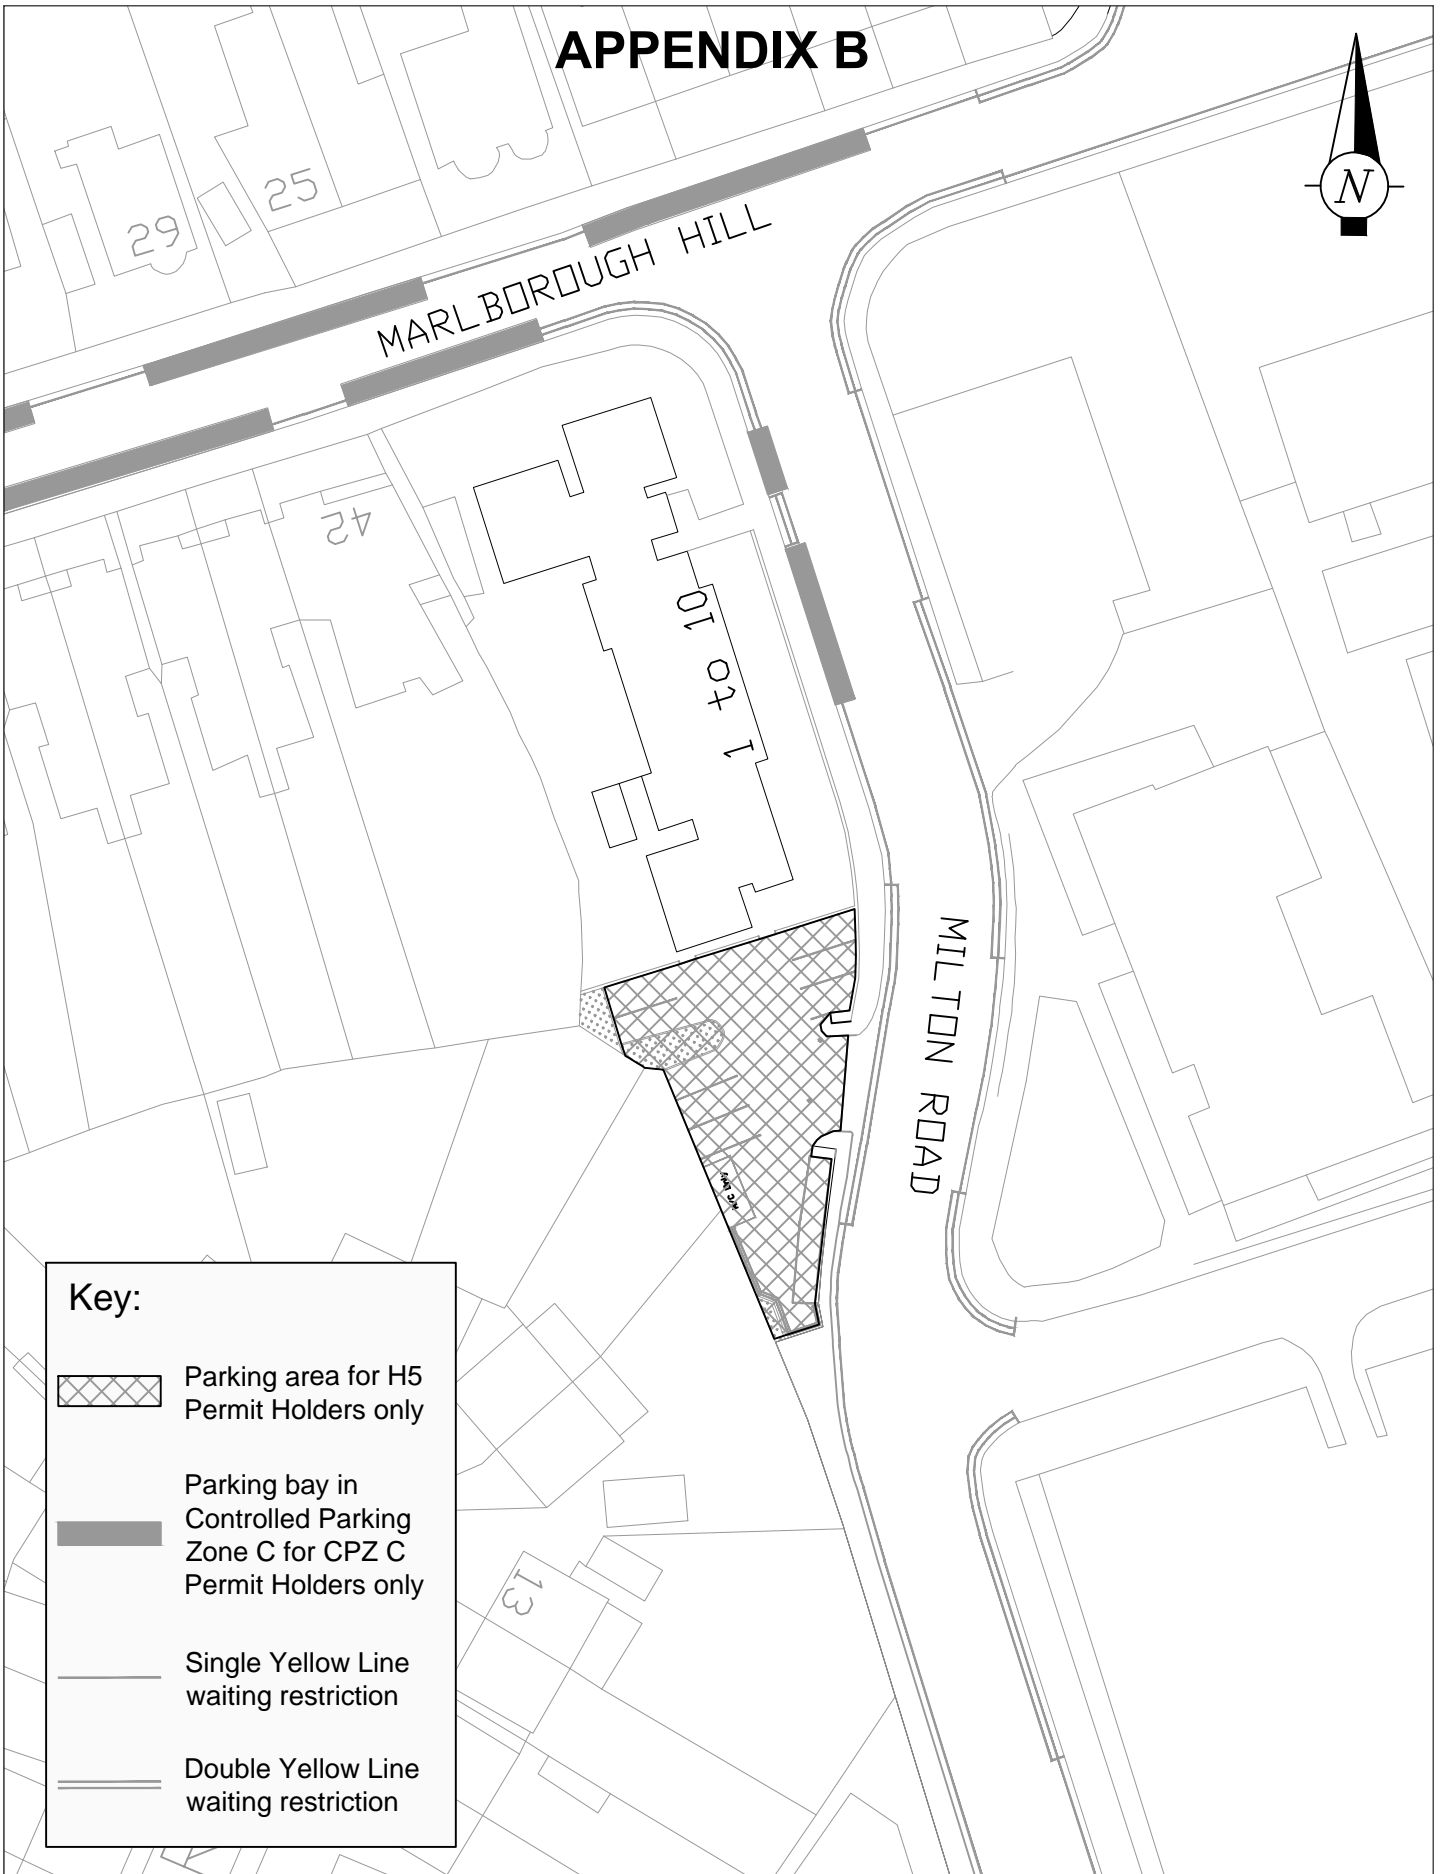 APPENDIX B
N
25
29
MARLBOROUGH HILL
42
1 to 10
MILTON ROAD
M/C Only
13
Key:
Parking area for H5
Permit Holders only
Parking bay in
Controlled Parking
Zone C for CPZ C
Permit Holders only
Single Yellow Line
waiting restriction
Double Yellow Line
waiting restriction